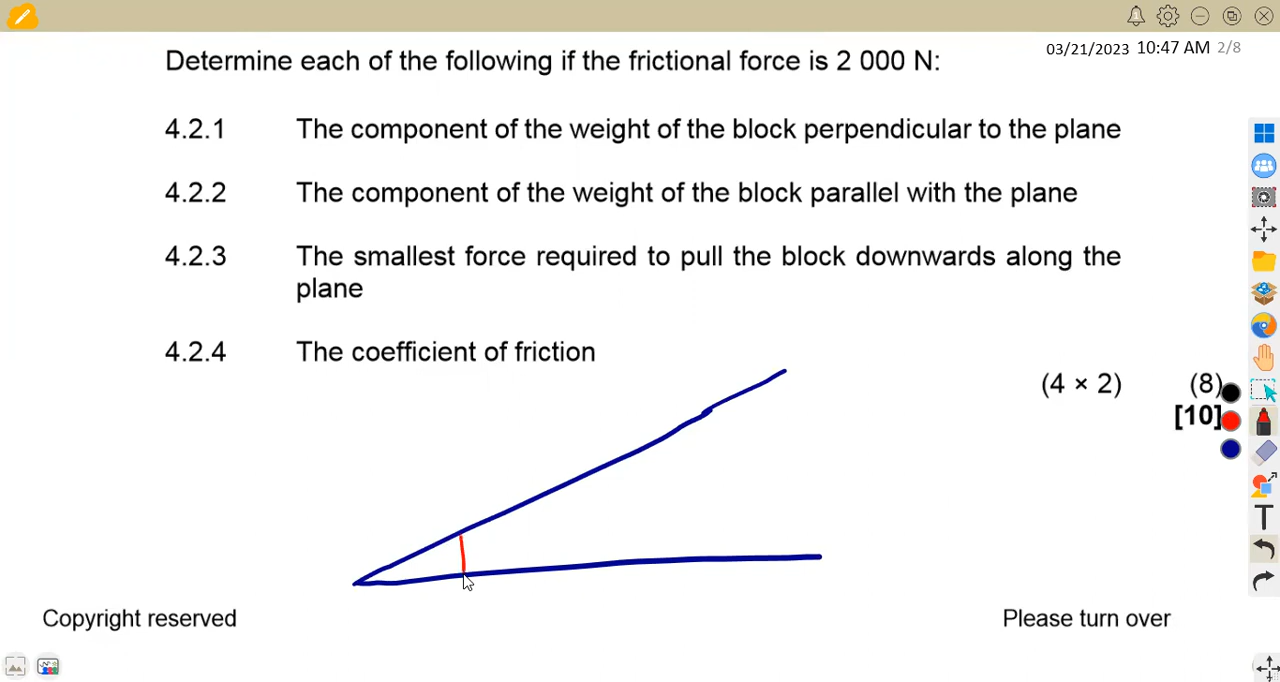 03/21/2023 10:47 AM 2/8
Determine each of the following if the frictional force is 2 000 N:
4.2.1 The component of the weight of the block perpendicular to the plane
4.2.2 The component of the weight of the block parallel with the plane
4.2.3 The smallest force required to pull the block downwards along the
plane
4.2.4 The coefficient of friction
(4 × 2) (8)
[10]
T
Copyright reserved Please turn over